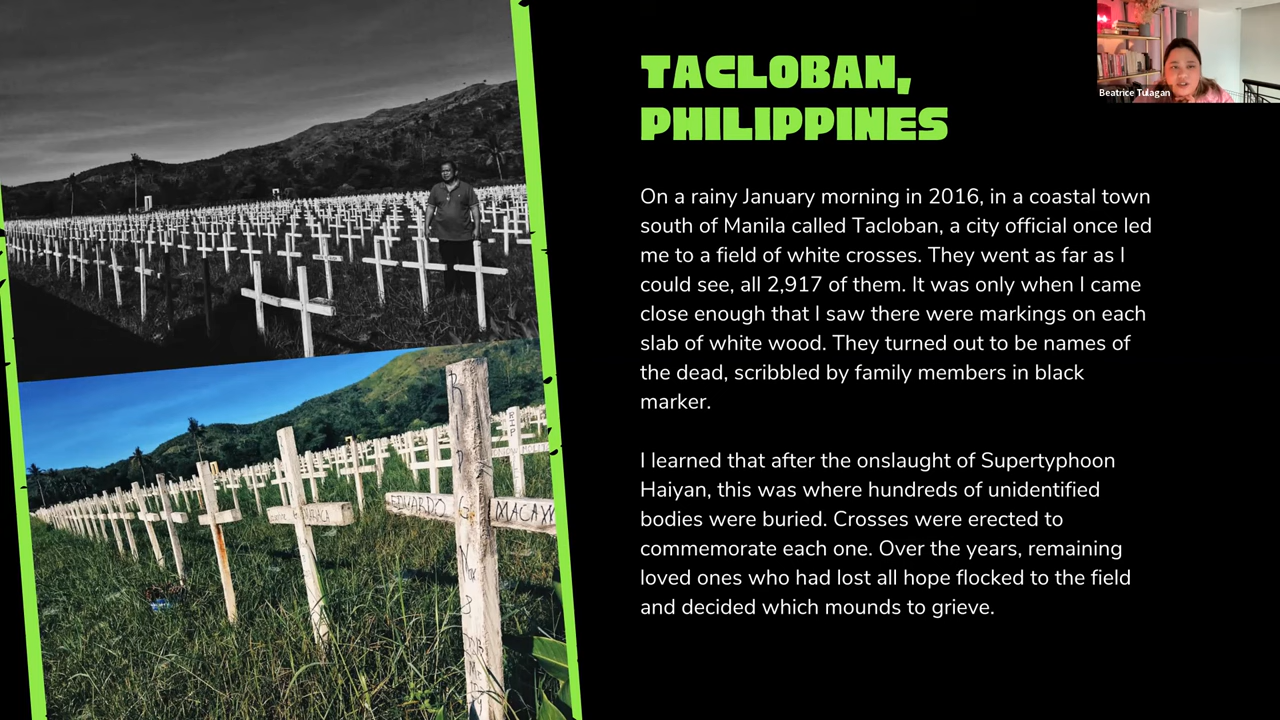 TACLOBAN,
PHILIPPINES
Beatrice Tulagan
On a rainy January morning in 2016, in a coastal town
south of Manila called Tacloban, a city official once led
me to a field of white crosses. They went as far as I
could see, all 2,917 of them. It was only when I came
close enough that I saw there were markings on each
slab of white wood. They turned out to be names of
the dead, scribbled by family members in black
marker.
I learned that after the onslaught of Supertyphoon
Haiyan, this was where hundreds of unidentified
bodies were buried. Crosses were erected to
commemorate each one. Over the years, remaining
loved ones who had lost all hope flocked to the field
and decided which mounds to grieve.
EDUARDO G
RIP